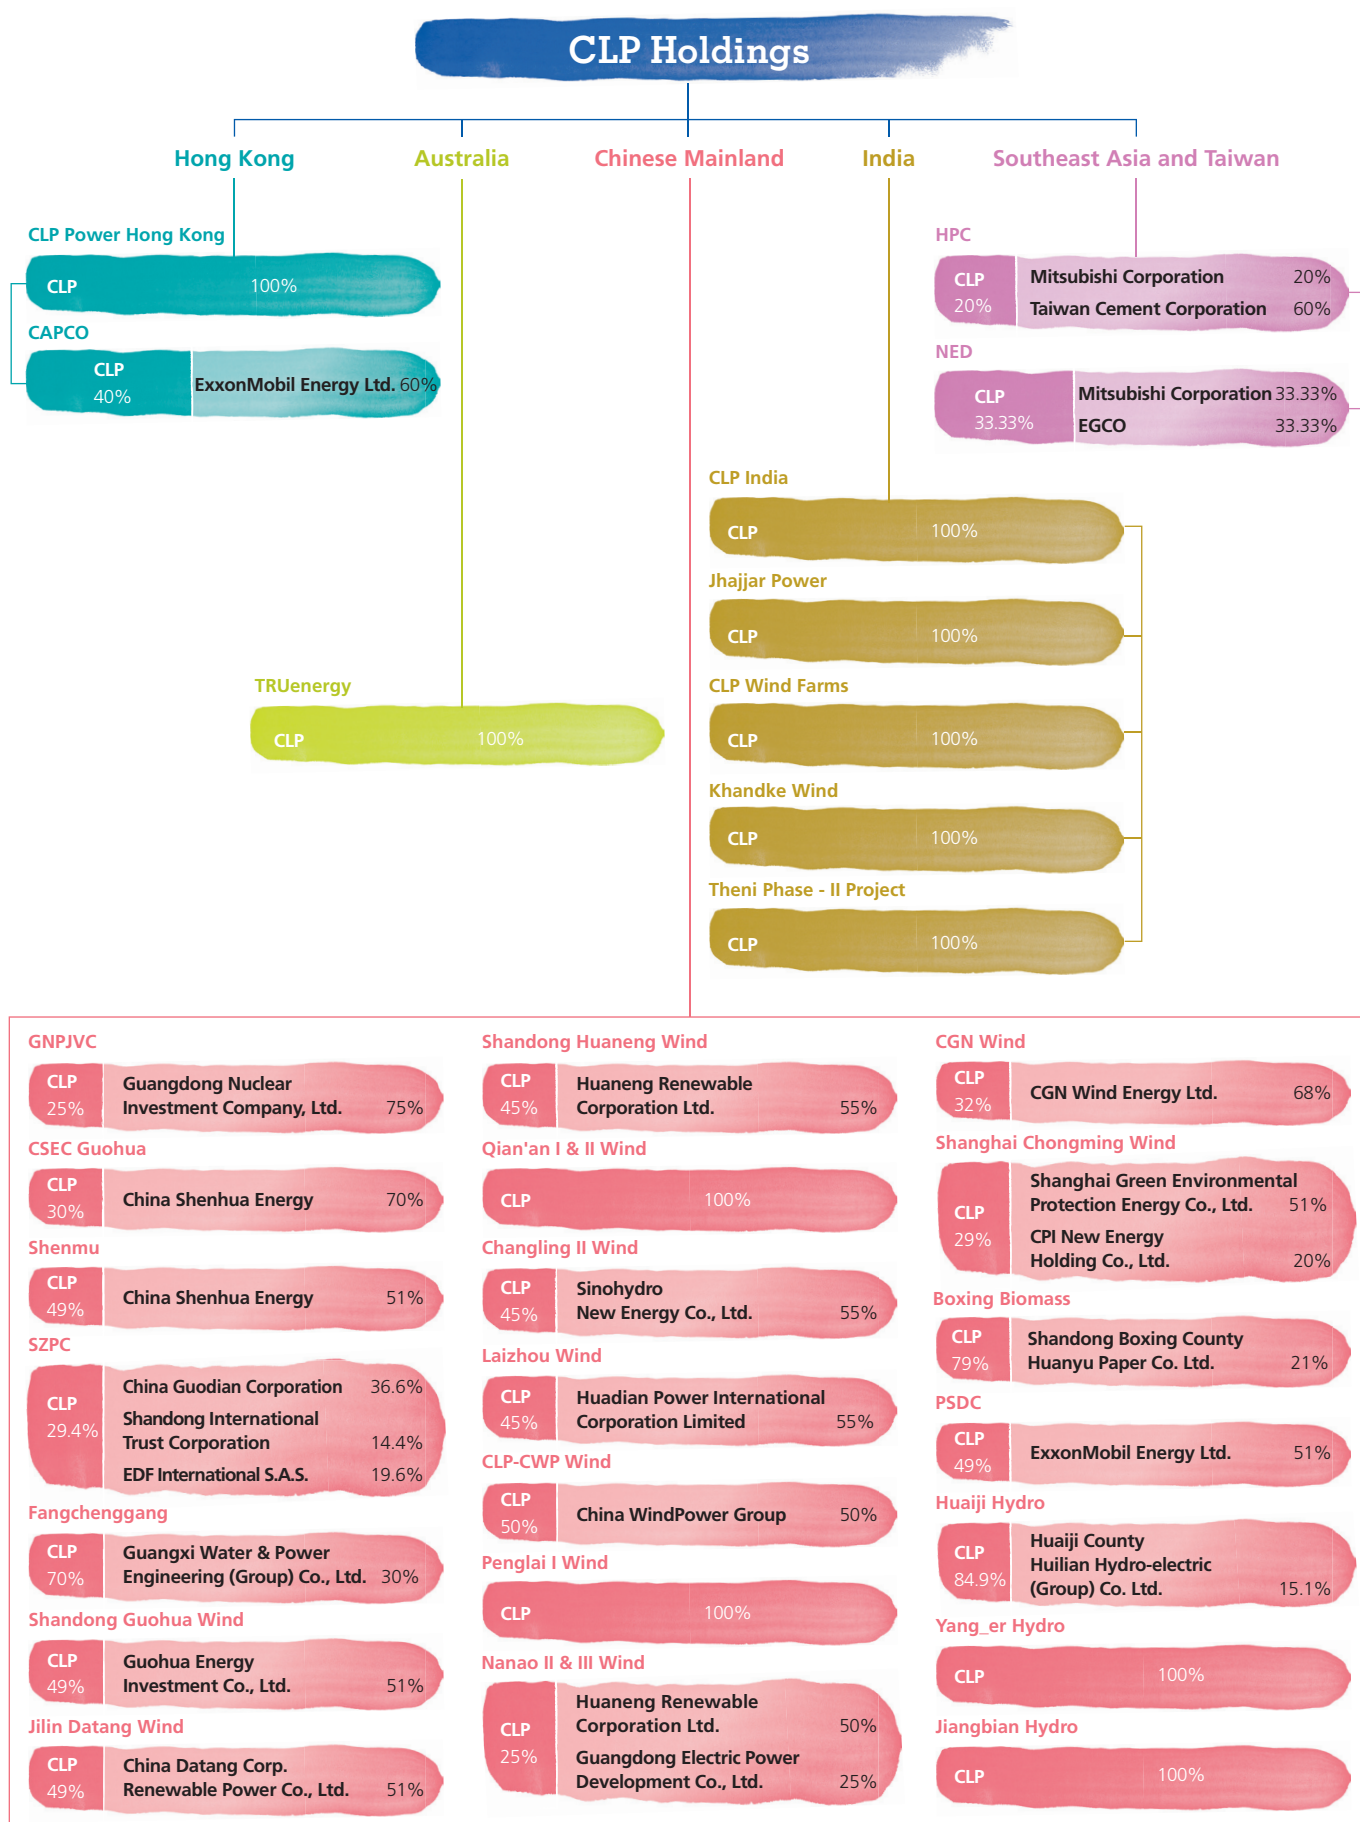 CLP Holdings
Hong Kong
Australia
Chinese Mainland
India
Southeast Asia and Taiwan
CLP Power Hong Kong
CLP 100%
CAPCO
CLP
40%
ExxonMobil Energy Ltd. 60%
HPC
CLP
20%
Mitsubishi Corporation 20%
Taiwan Cement Corporation 60%
NED
CLP
33.33%
Mitsubishi Corporation 33.33%
EGCO 33.33%
CLP India
CLP 100%
Jhajjar Power
CLP 100%
CLP Wind Farms
CLP 100%
Khandke Wind
CLP 100%
Theni Phase - II Project
CLP 100%
TRUenergy
CLP 100%
GNPJVC
CLP
25%
Guangdong Nuclear
Investment Company, Ltd. 75%
CSEC Guohua
CLP
30%
China Shenhua Energy 70%
Shenmu
CLP
49%
China Shenhua Energy 51%
SZPC
CLP
29.4%
China Guodian Corporation 36.6%
Shandong International
Trust Corporation 14.4%
EDF International S.A.S. 19.6%
Fangchenggang
CLP
70%
Guangxi Water & Power
Engineering (Group) Co., Ltd. 30%
Shandong Guohua Wind
CLP
49%
Guohua Energy
Investment Co., Ltd. 51%
Jilin Datang Wind
CLP
49%
China Datang Corp.
Renewable Power Co., Ltd. 51%
Shandong Huaneng Wind
CLP
45%
Huaneng Renewable
Corporation Ltd. 55%
Qian'an I & II Wind
CLP 100%
Changling II Wind
CLP
45%
Sinohydro
New Energy Co., Ltd. 55%
Laizhou Wind
CLP
45%
Huadian Power International
Corporation Limited 55%
CLP-CWP Wind
CLP
50%
China WindPower Group 50%
Penglai I Wind
CLP 100%
Nanao II & III Wind
CLP
25%
Huaneng Renewable
Corporation Ltd. 50%
Guangdong Electric Power
Development Co., Ltd. 25%
CGN Wind
CLP
32%
CGN Wind Energy Ltd. 68%
Shanghai Chongming Wind
CLP
29%
Shanghai Green Environmental
Protection Energy Co., Ltd. 51%
CPI New Energy
Holding Co., Ltd. 20%
Boxing Biomass
CLP
79%
Shandong Boxing County
Huanyu Paper Co. Ltd. 21%
PSDC
CLP
49%
ExxonMobil Energy Ltd. 51%
Huaiji Hydro
CLP
84.9%
Huaiji County
Huilian Hydro-electric
(Group) Co. Ltd. 15.1%
Yang_er Hydro
CLP 100%
Jiangbian Hydro
CLP 100%